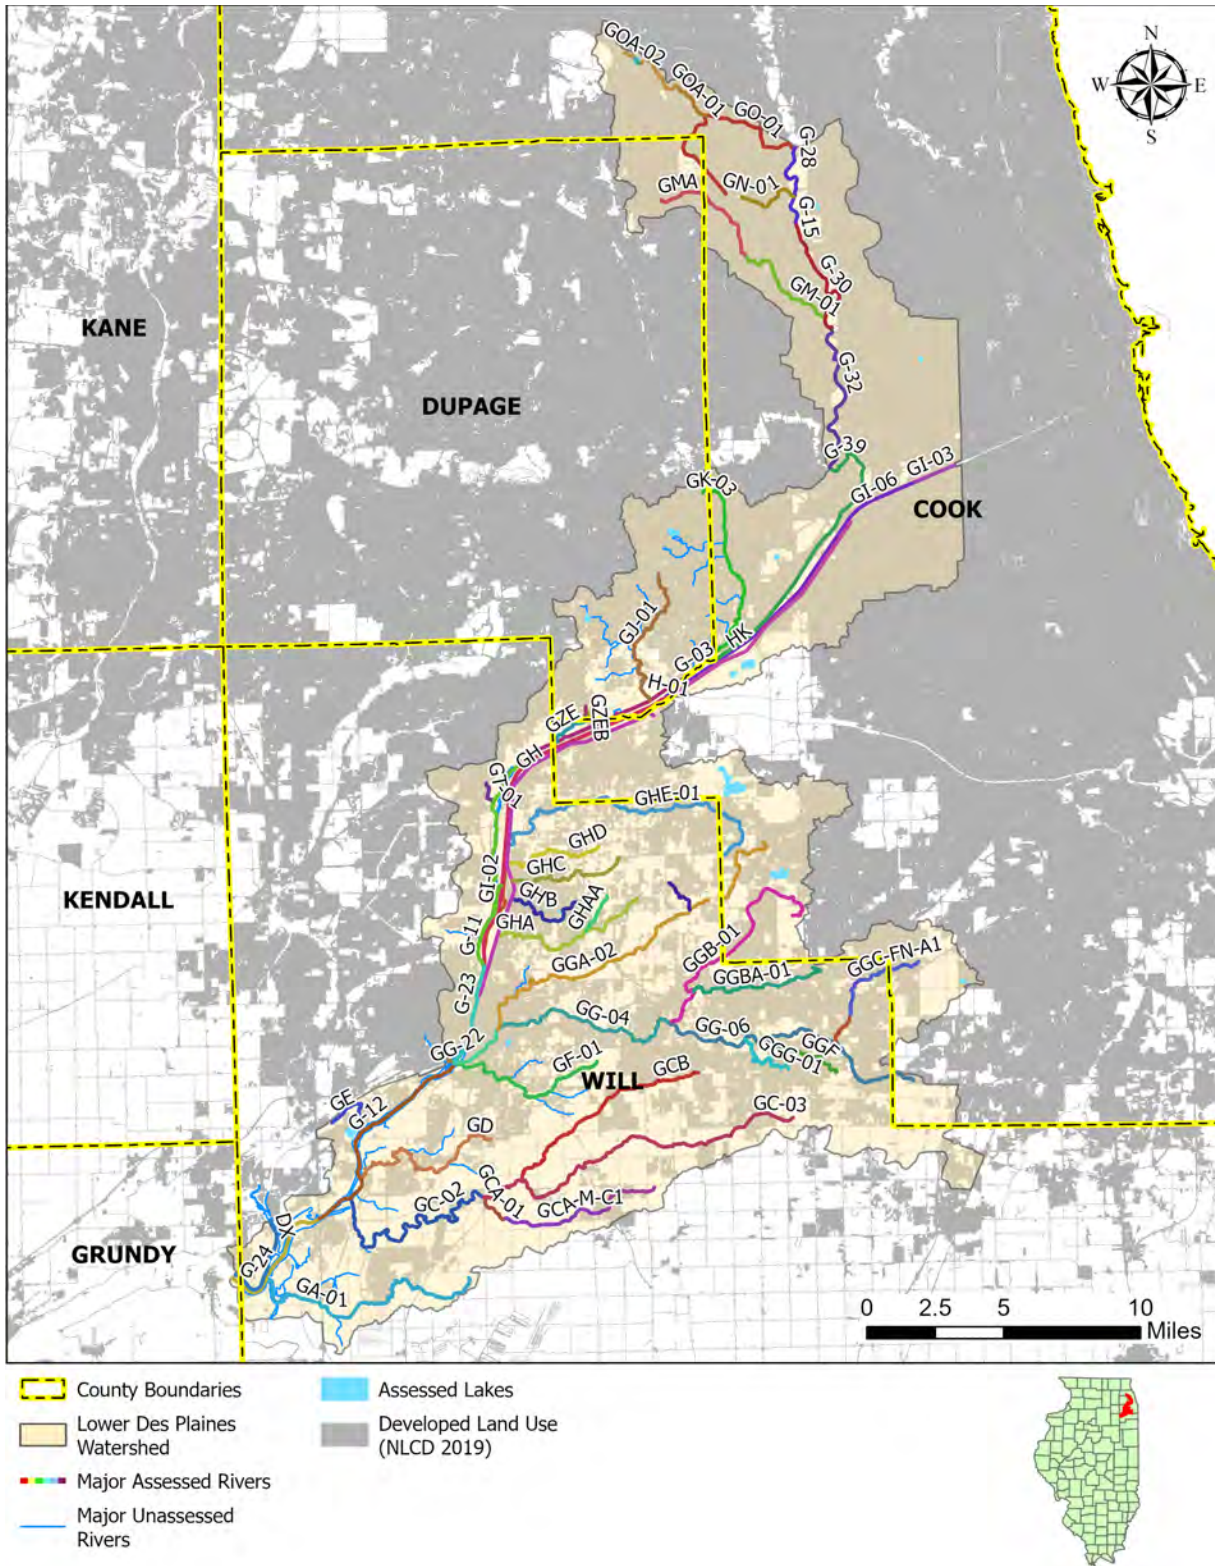 GOA-02
N
GOA-01
GO-01
W
E
S
G-28
GMA
GN-01
G-15
G-30
GM-01
KANE
G-32
DUPAGE
G-39
GI-03
GK-03
GI-06
COOK
GJ-01
G-03
HK
H-01
GZE
GZEB
GH
GT-01
GHE-01
GHD
GI-02
GHC
KENDALL
GHB
GHAA
GHA
G-11
GGA-02
GGB-01
GGC-FN-A1
GGBA-01
G-23
GG-04
GG-06
GG-22
GGF
GF-01
GGG-01
GCB
WILL
GE
G-12
GD
GC-03
GCA-01
GC-02
GCA-M-C1
DX
GRUNDY
G-24
GA-01
0 2.5 5 10
Miles
County Boundaries
Assessed Lakes
Lower Des Plaines
Watershed
Developed Land Use
(NLCD 2019)
Major Assessed Rivers
Major Unassessed
Rivers